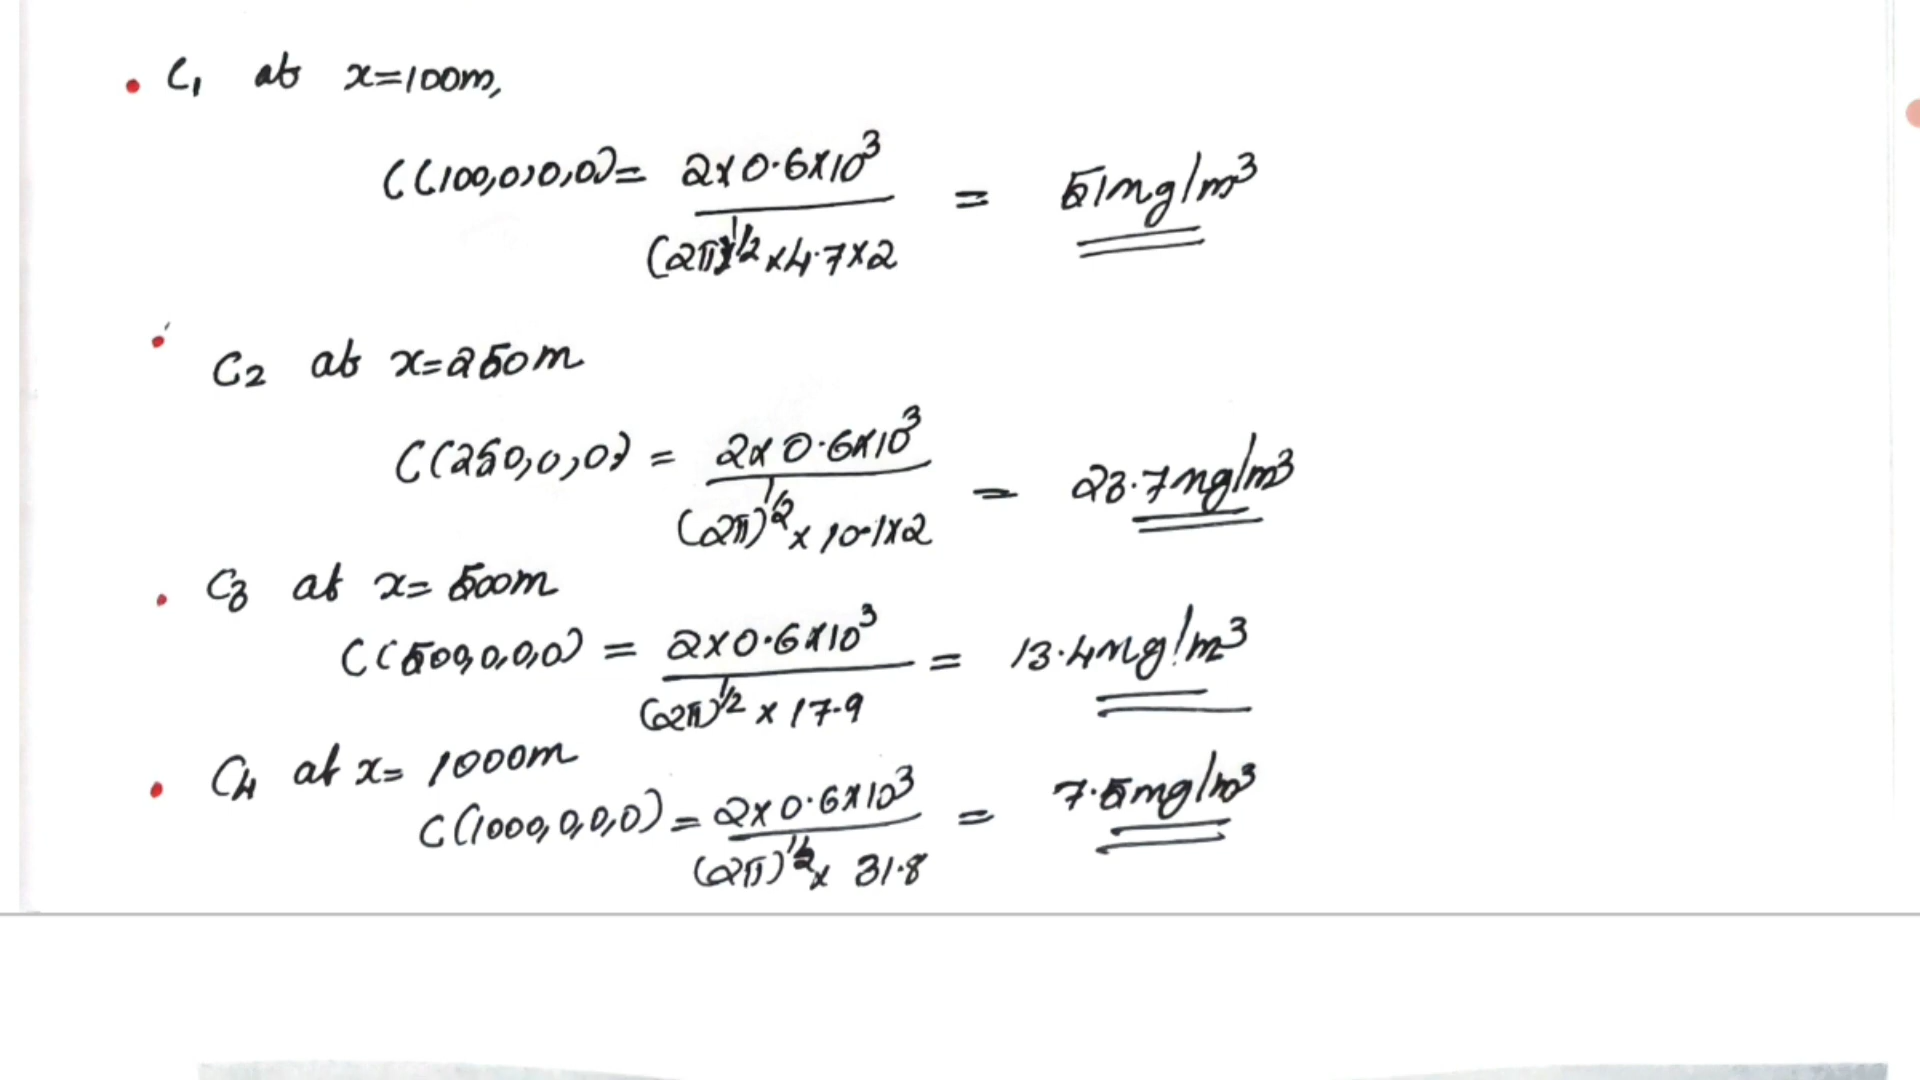 • C₁ at x=100m,
C(100,0,0,0) = 2×0.6×10³ / (2π)^1/2 ×4.7×2 = 51mg/m³
• C₂ at x=250m
C(250,0,0) = 2×0.6×10³ / (2π)^1/2 × 10.1×2 = 23.7mg/m³
• C₃ at x= 500m
C(500,0,0,0) = 2×0.6×10³ / (2π)^1/2 × 17.9 = 13.4mg/m³
• C₄ at x= 1000m
C(1000,0,0,0) = 2×0.6×10³ / (2π)^1/2 × 31.8 = 7.5mg/m³